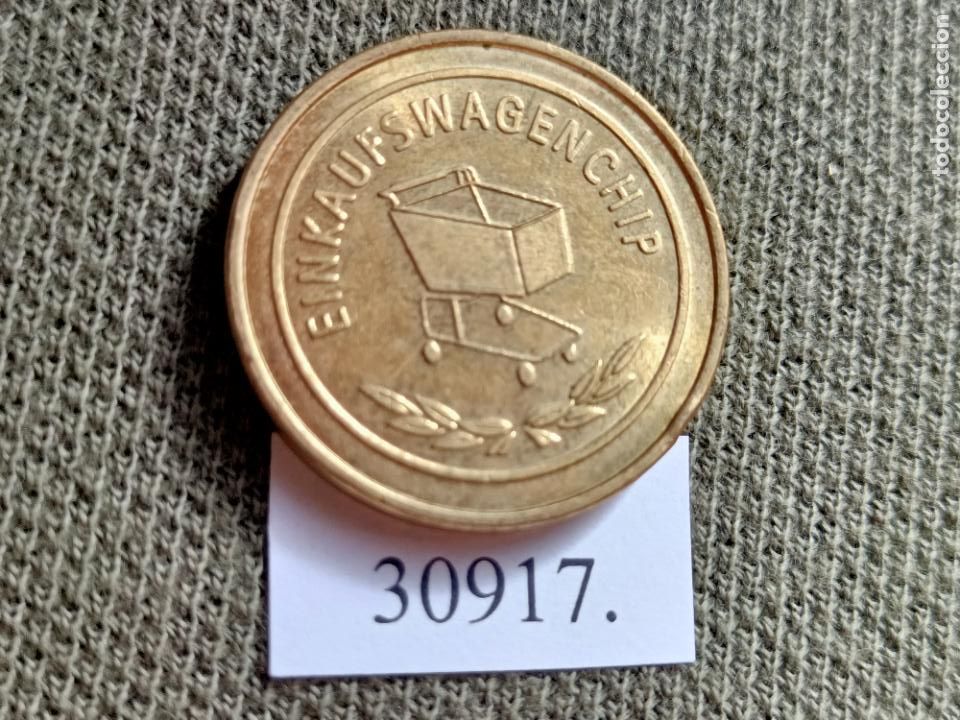 EINKAUFSWAGENCHIP
30917.
todocoleccion